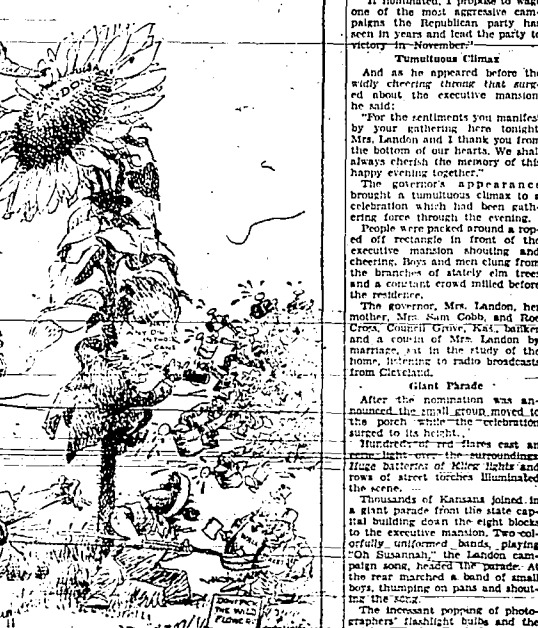 LANDON
DON'T PICK
THE WILD
FLOWERS
If nominated, I propose to wage
one of the most aggressive cam-
paigns the Republican party has
seen in years and lead the party to
victory in November."
Tumultuous Climax
And as he appeared before the
wildly cheering throng that surg-
ed about the executive mansion
he said:
"For the sentiments you manifest
by your gathering here tonight
Mrs. Landon and I thank you from
the bottom of our hearts. We shall
always cherish the memory of this
happy evening together."
The governor's appearance
brought a tumultuous climax to a
celebration which had been gath-
ering force through the evening.
People were packed around a rop-
ed off rectangle in front of the
executive mansion shouting and
cheering. Boys and men clung from
the branches of stately elm trees
and a constant crowd milled before
the residence.
The governor, Mrs. Landon, her
mother, Mrs. Sam Cobb, and Roe
Cross, Council Grove, Kas., banker
and a cousin of Mrs. Landon by
marriage, sat in the study of the
home, listening to radio broadcasts
from Cleveland.
Giant Parade
After the nomination was an-
nounced the small group moved to
the porch while the celebration
surged to its height.
Hundreds of red flares cast an
eerie light over the surroundings.
Huge batteries of Klieg lights and
rows of street torches illuminated
the scene.
Thousands of Kansans joined in
a giant parade from the state cap-
ital building down the eight blocks
to the executive mansion. Two col-
orfully uniformed bands, playing
"Oh Susannah," the Landon cam-
paign song, headed the parade. At
the rear marched a band of small
boys, thumping on pans and shout-
ing the song.
The incessant popping of photo-
graphers' flashlight bulbs and the